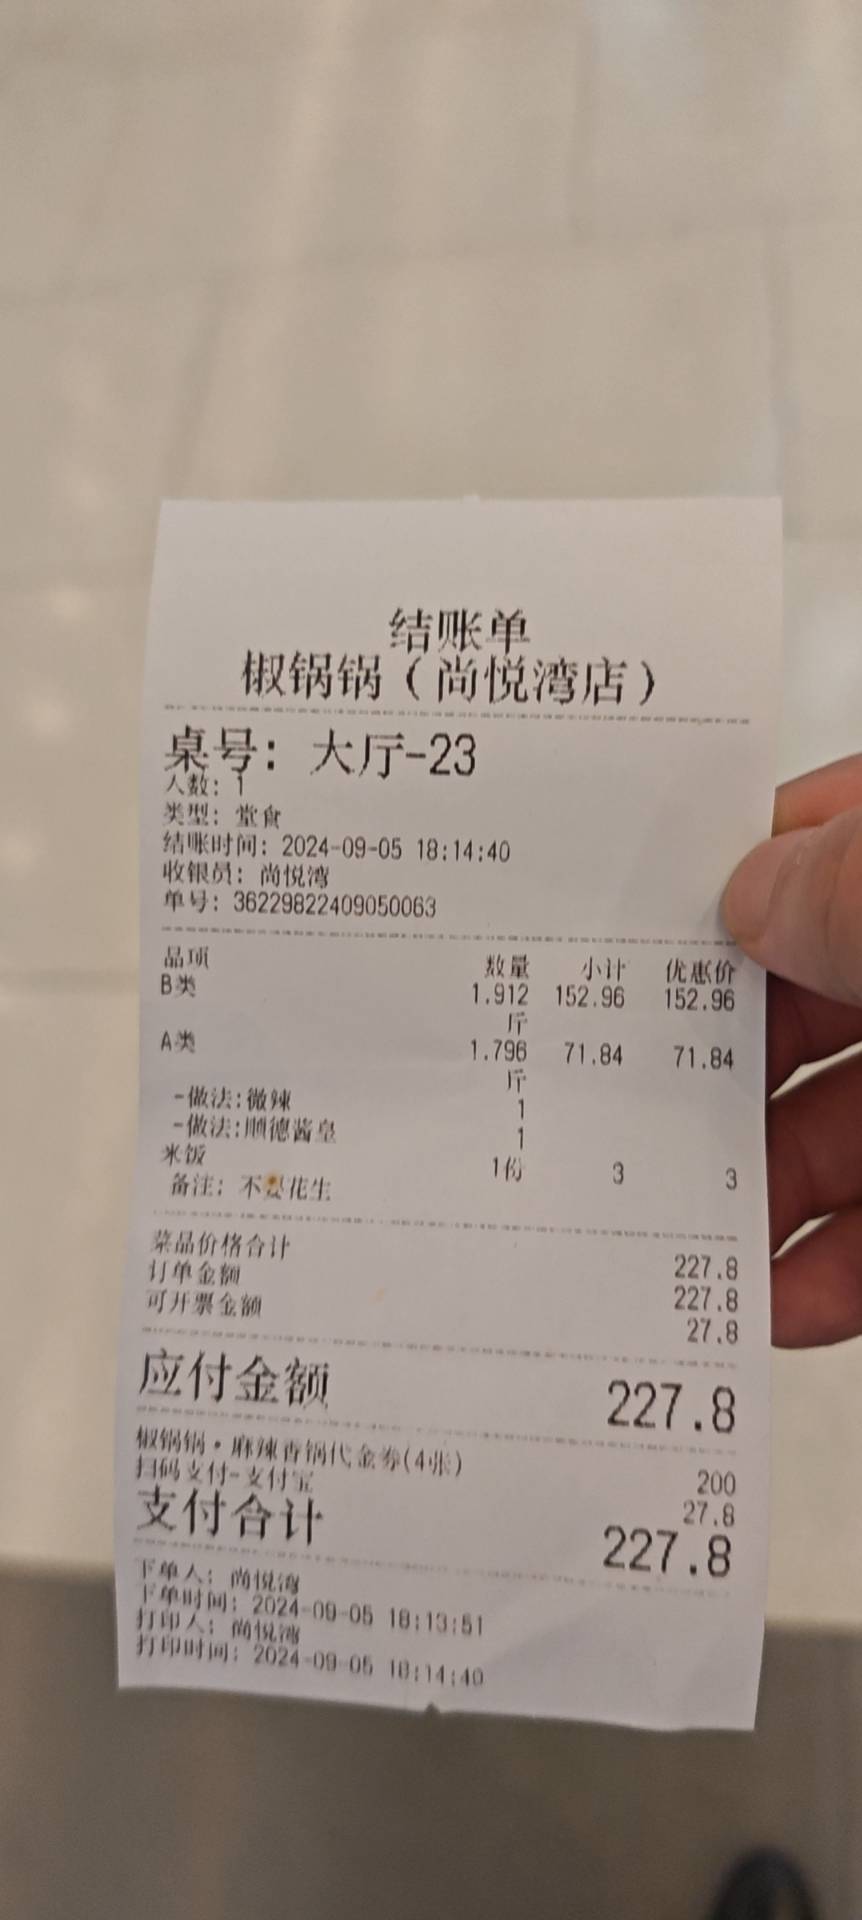 结账单
椒锅锅（尚悦湾店）
桌号: 大厅-23
人数: 1
类型: 堂食
结账时间: 2024-09-05 18:14:40
收银员: 尚悦湾
单号: 36229822409050063
品项 数量 小计 优惠价
B类 1.912 152.96 152.96
斤
A类 1.796 71.84 71.84
斤
-做法:微辣 1
-做法:顺德酱皇 1
米饭 1份 3 3
备注: 不要花生
菜品价格合计 227.8
订单金额 227.8
可开票金额 27.8
应付金额 227.8
椒锅锅·麻辣香锅代金券(4张) 200
扫码支付-支付宝 27.8
支付合计 227.8
下单人: 尚悦湾
下单时间: 2024-09-05 18:13:51
打印人: 尚悦湾
打印时间: 2024-09-05 18:14:40